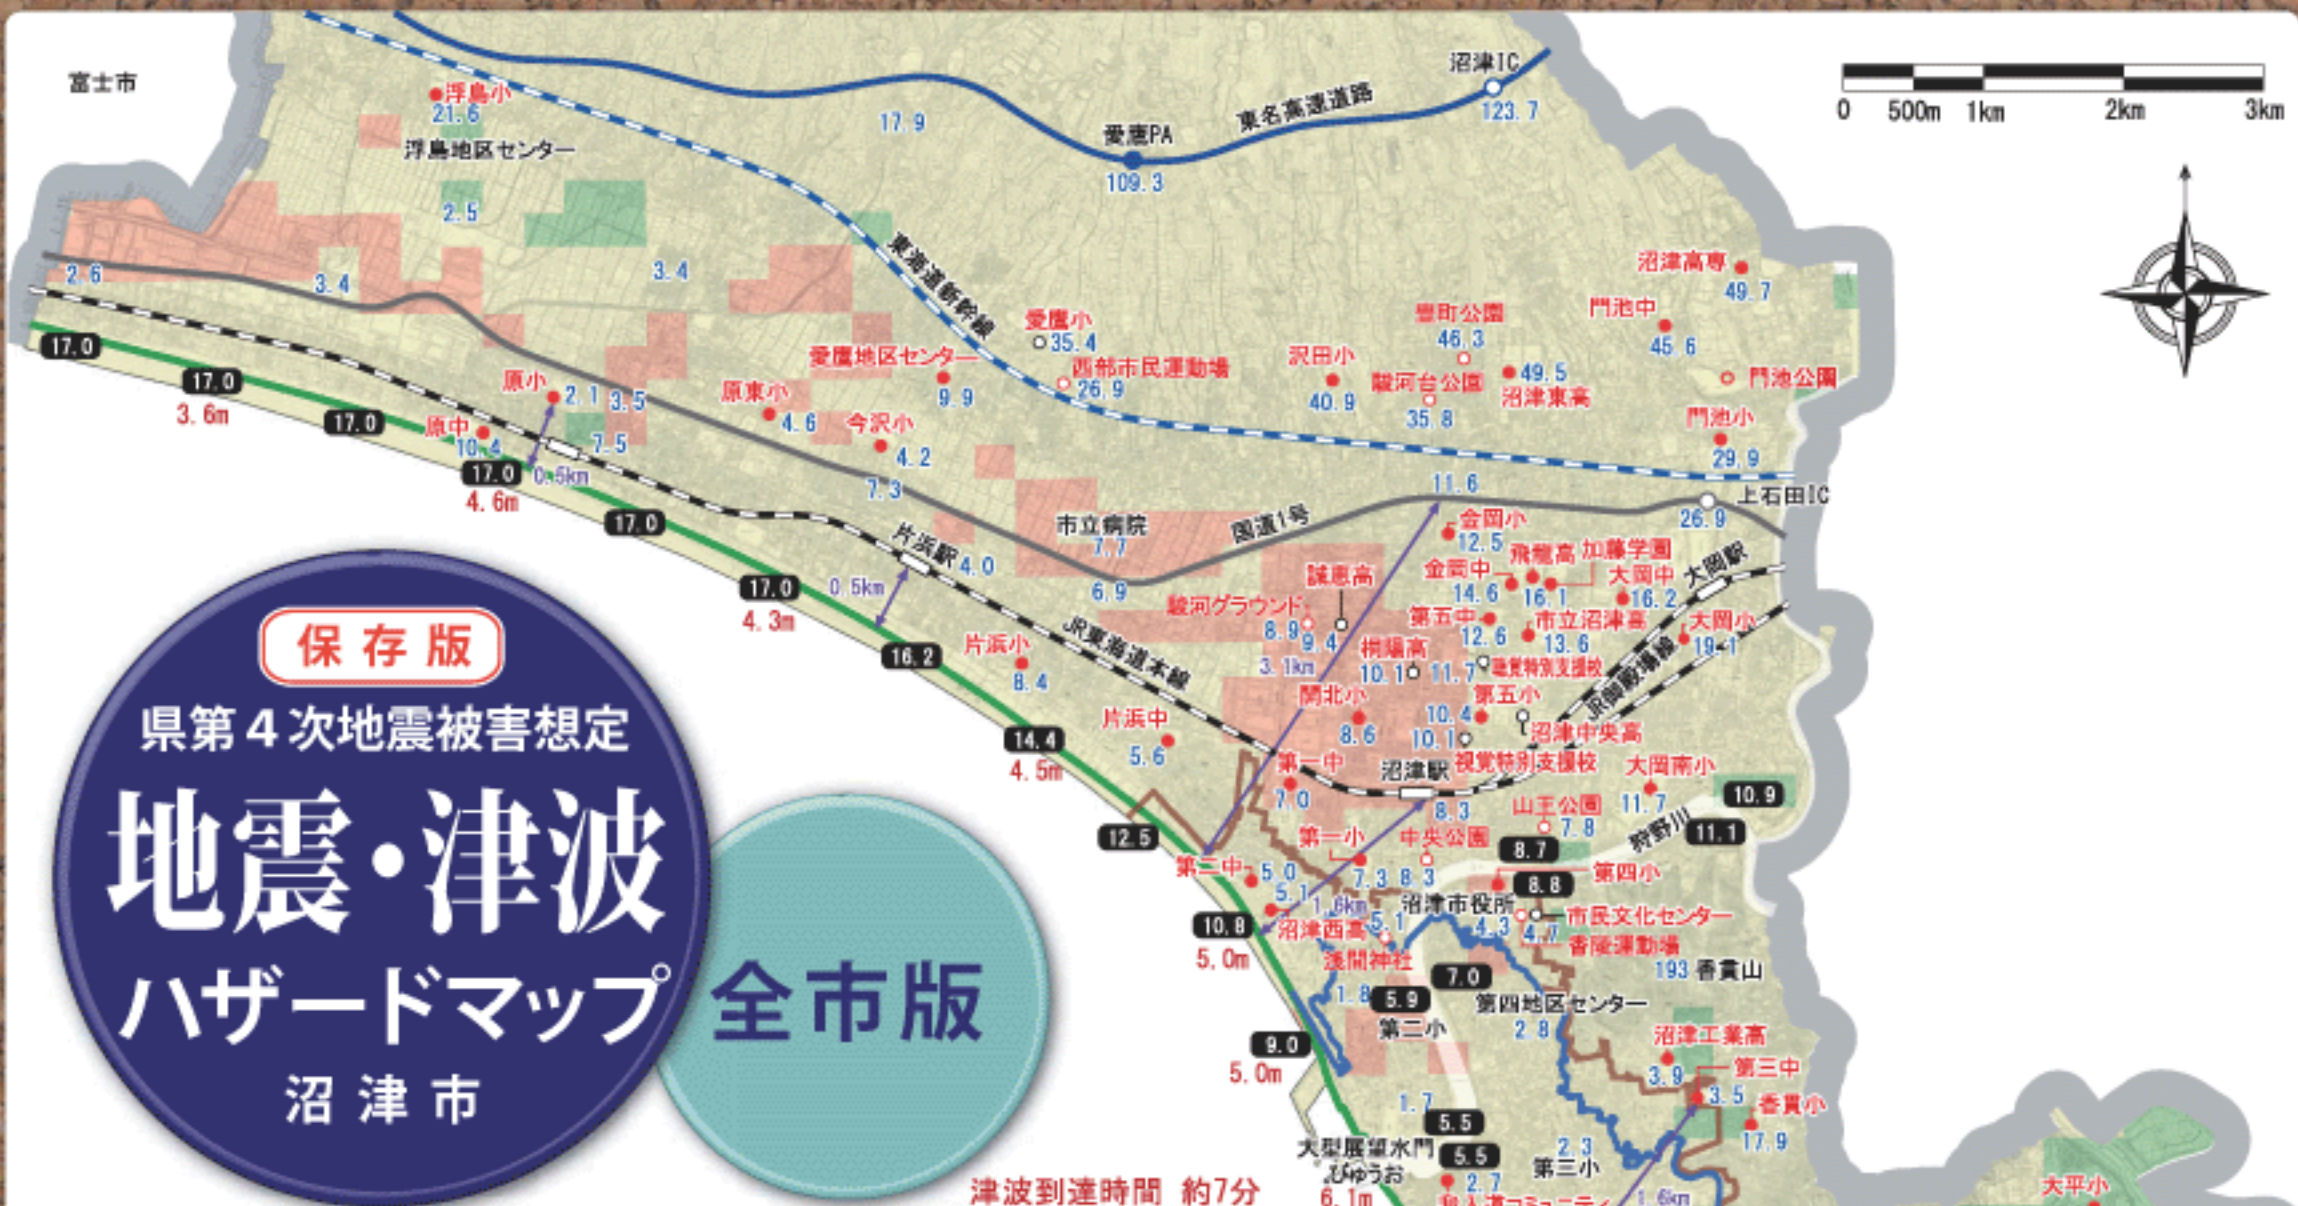 富士市
浮島小
21.6
浮島地区センター
2.5
17.9
愛鷹PA
109.3
東名高速道路
沼津IC
123.7
0 500m 1km 2km 3km
2.6
3.4
3.4
東海道新幹線
愛鷹小
35.4
西部市民運動場
26.9
愛鷹地区センター
9.9
沢田小
40.9
豊町公園
46.3
駿河台公園
35.8
49.5
沼津東高
沼津高専
49.7
門池中
45.6
門池公園
門池小
29.9
17.0
17.0
3.6m
17.0
原小
2.1
3.5
原中
10.4
7.5
17.0
0.5km
4.6m
原東小
4.6
今沢小
4.2
7.3
17.0
17.0
4.3m
片浜駅
4.0
0.5km
16.2
市立病院
7.7
6.9
国道1号
11.6
上石田IC
26.9
金岡小
12.5
飛龍高
加藤学園
金岡中
14.6
16.1
大岡中
16.2
大岡駅
第五中
12.6
市立沼津高
13.6
大岡小
19.1
誠恵高
駿河グラウンド
8.9
9.4
桐陽高
10.1
11.7
聴覚特別支援校
3.1km
JR東海道本線
JR御殿場線
片浜小
8.4
片浜中
5.6
14.4
4.5m
開北小
8.6
第五小
10.4
10.1
沼津中央高
視覚特別支援校
沼津駅
8.3
第一中
7.0
大岡南小
11.7
10.9
11.1
山王公園
7.8
狩野川
12.5
第一小
7.3
中央公園
8.3
8.7
8.8
第四小
第二中
5.0
5.1
1.6km
沼津市役所
4.3
4.7
市民文化センター
香陵運動場
10.8
5.0m
沼津西高
5.1
浅間神社
193 香貫山
7.0
5.9
1.8
第二小
第四地区センター
2.8
9.0
5.0m
沼津工業高
3.9
第三中
3.5
香貫小
17.9
1.7
5.5
5.5
大型展望水門
びゅうお
6.1m
2.7
2.3
第三小
1.6km
大平小
保存版
県第4次地震被害想定
地震・津波
ハザードマップ
沼津市
全市版
津波到達時間 約7分